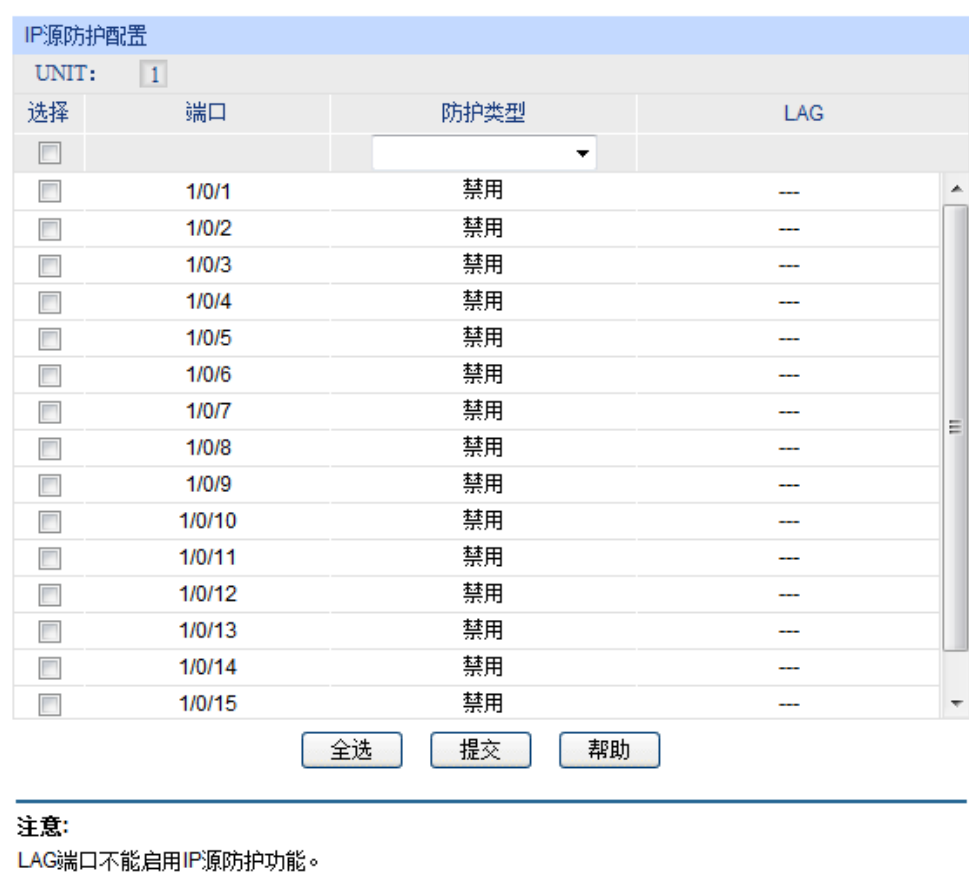 IP源防护配置
UNIT: 1
选择 端口 防护类型 LAG
1/0/1 禁用 ---
1/0/2 禁用 ---
1/0/3 禁用 ---
1/0/4 禁用 ---
1/0/5 禁用 ---
1/0/6 禁用 ---
1/0/7 禁用 ---
1/0/8 禁用 ---
1/0/9 禁用 ---
1/0/10 禁用 ---
1/0/11 禁用 ---
1/0/12 禁用 ---
1/0/13 禁用 ---
1/0/14 禁用 ---
1/0/15 禁用 ---
全选 提交 帮助
注意:
LAG端口不能启用IP源防护功能。